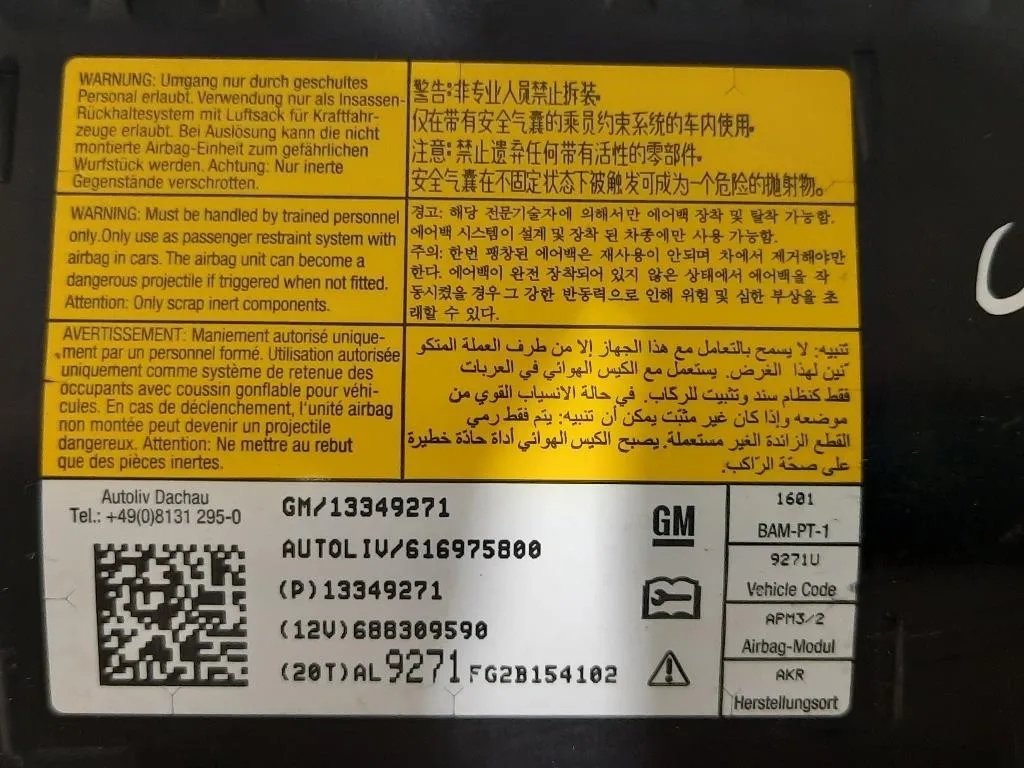 WARNUNG: Umgang nur durch geschultes
Personal erlaubt. Verwendung nur als Insassen-
Rückhaltesystem mit Luftsack für Kraftfahr-
zeuge erlaubt. Bei Auslösung kann die nicht
montierte Airbag-Einheit zum gefährlichen
Wurfstück werden. Achtung: Nur inerte
Gegenstände verschrotten.
警告:非专业人员禁止拆装.
仅在带有安全气囊的乘员约束系统的车内使用.
注意:禁止遗弃任何带有活性的零部件.
安全气囊在不固定状态下被触发可成为一个危险的抛射物。
WARNING: Must be handled by trained personnel
only.Only use as passenger restraint system with
airbag in cars. The airbag unit can become a
dangerous projectile if triggered when not fitted.
Attention: Only scrap inert components.
경고: 해당 전문기술자에 의해서만 에어백 장착 및 탈착 가능함.
에어백 시스템이 설계 및 장착 된 차종에만 사용 가능함.
주의: 한번 팽창된 에어백은 재사용이 안되며 차에서 제거해야만
한다. 에어백이 완전 장착되어 있지 않은 상태에서 에어백을 작
동시켰을 경우 그 강한 반동력으로 인해 위험 및 심한 부상을 초
래할 수 있다.
AVERTISSEMENT: Maniement autorisé unique-
ment par un personnel formé. Utilisation autorisée
uniquement comme système de retenue des
occupants avec coussin gonflable pour véhi-
cules. En cas de déclenchement, l'unité airbag
non montée peut devenir un projectile
dangereux. Attention: Ne mettre au rebut
que des pièces inertes.
تنبيه: لا يسمح بالتعامل مع هذا الجهاز إلا من طرف العملة المتكو
نين لهذا الغرض. يستعمل مع الكيس الهوائي في العربات
فقط كنظام سند وتثبيت للركاب. في حالة الانسياب القوي من
موضعه وإذا كان غير مثبّت يمكن أن تنبيه: يتم فقط رمي
القطع الزائدة الغير مستعملة. يصبح الكيس الهوائي أداة حادّة خطيرة
على صحّة الرّاكب.
Autoliv Dachau
Tel.: +49(0)8131 295-0
GM/13349271
AUTOLIV/616975800
(P)13349271
(12V)688309590
(20T)AL9271FG2B154102
GM
1601
BAM-PT-1
9271U
Vehicle Code
APM3/2
Airbag-Modul
AKR
Herstellungsort